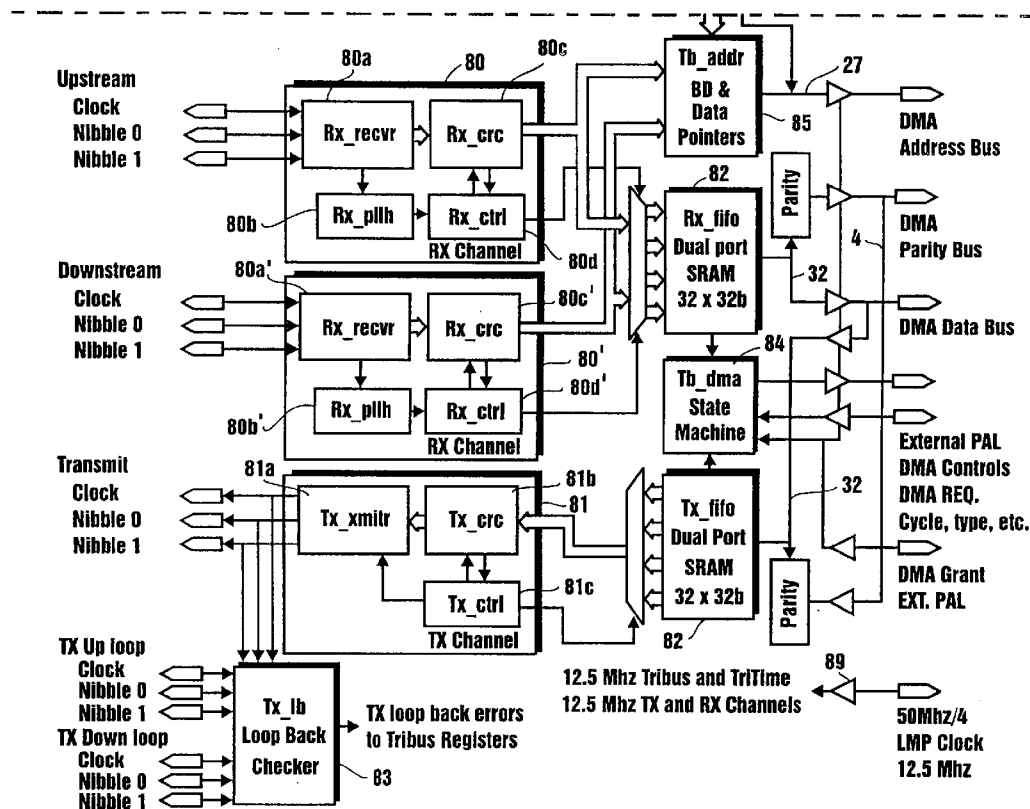 Upstream
Clock
Nibble 0
Nibble 1
80a
80
80c
Rx_recvr
Rx_crc
80b
Rx_pllh
Rx_ctrl
RX Channel
80d
Tb_addr
BD &
Data
Pointers
85
27
DMA
Address Bus
82
Rx_fifo
Dual port
SRAM
32 x 32b
Parity
DMA
Parity Bus
4
32
DMA Data Bus
Downstream
Clock
Nibble 0
Nibble 1
80a'
80c'
Rx_recvr
Rx_crc
80'
80b'
Rx_pllh
Rx_ctrl
RX Channel
80d'
84
Tb_dma
State
Machine
External PAL
DMA Controls
DMA REQ.
Cycle, type, etc.
Transmit
Clock
Nibble 0
Nibble 1
81a
81b
81
Tx_xmitr
Tx_crc
Tx_ctrl
81c
TX Channel
Tx_fifo
Dual Port
SRAM
32 x 32b
82
32
Parity
DMA Grant
EXT. PAL
TX Up loop
Clock
Nibble 0
Nibble 1
TX Down loop
Clock
Nibble 0
Nibble 1
Tx_lb
Loop Back
Checker
83
TX loop back errors
to Tribus Registers
12.5 Mhz Tribus and TriTime
12.5 Mhz TX and RX Channels
89
50Mhz/4
LMP Clock
12.5 Mhz